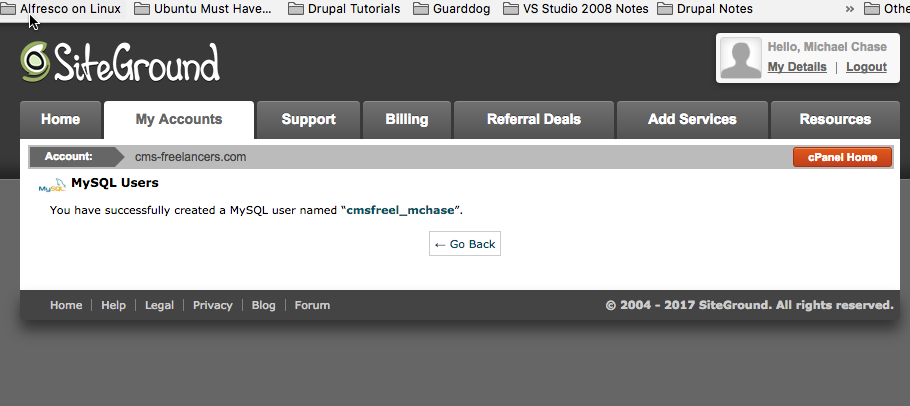 Alfresco on Linux Ubuntu Must Have... Drupal Tutorials Guarddog VS Studio 2008 Notes Drupal Notes » Othe
SiteGround
Hello, Michael Chase
My Details | Logout
Home My Accounts Support Billing Referral Deals Add Services Resources
Account: cms-freelancers.com cPanel Home
MySQL MySQL Users
You have successfully created a MySQL user named “cmsfreel_mchase”.
← Go Back
Home | Help | Legal | Privacy | Blog | Forum © 2004 - 2017 SiteGround. All rights reserved.